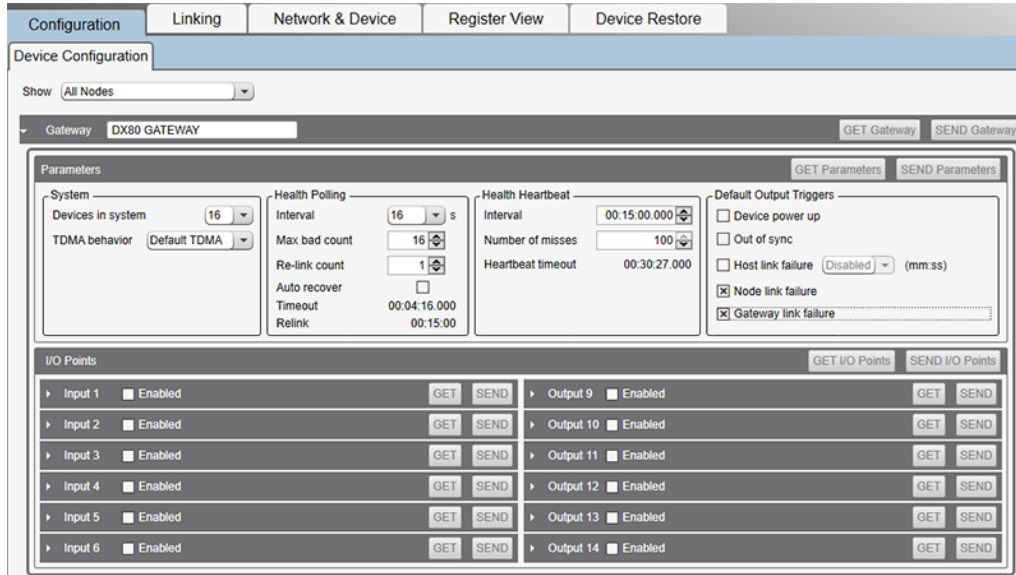 Configuration Linking Network & Device Register View Device Restore
Device Configuration
Show All Nodes
Gateway DX80 GATEWAY GET Gateway SEND Gateway
Parameters GET Parameters SEND Parameters
System
Devices in system 16
TDMA behavior Default TDMA
Health Polling
Interval 16 s
Max bad count 16
Re-link count 1
Auto recover
Timeout 00:04:16.000
Relink 00:15:00
Health Heartbeat
Interval 00:15:00.000
Number of misses 100
Heartbeat timeout 00:30:27.000
Default Output Triggers
Device power up
Out of sync
Host link failure Disabled (mm:ss)
Node link failure
Gateway link failure
I/O Points GET I/O Points SEND I/O Points
Input 1 Enabled GET SEND Output 9 Enabled GET SEND
Input 2 Enabled GET SEND Output 10 Enabled GET SEND
Input 3 Enabled GET SEND Output 11 Enabled GET SEND
Input 4 Enabled GET SEND Output 12 Enabled GET SEND
Input 5 Enabled GET SEND Output 13 Enabled GET SEND
Input 6 Enabled GET SEND Output 14 Enabled GET SEND